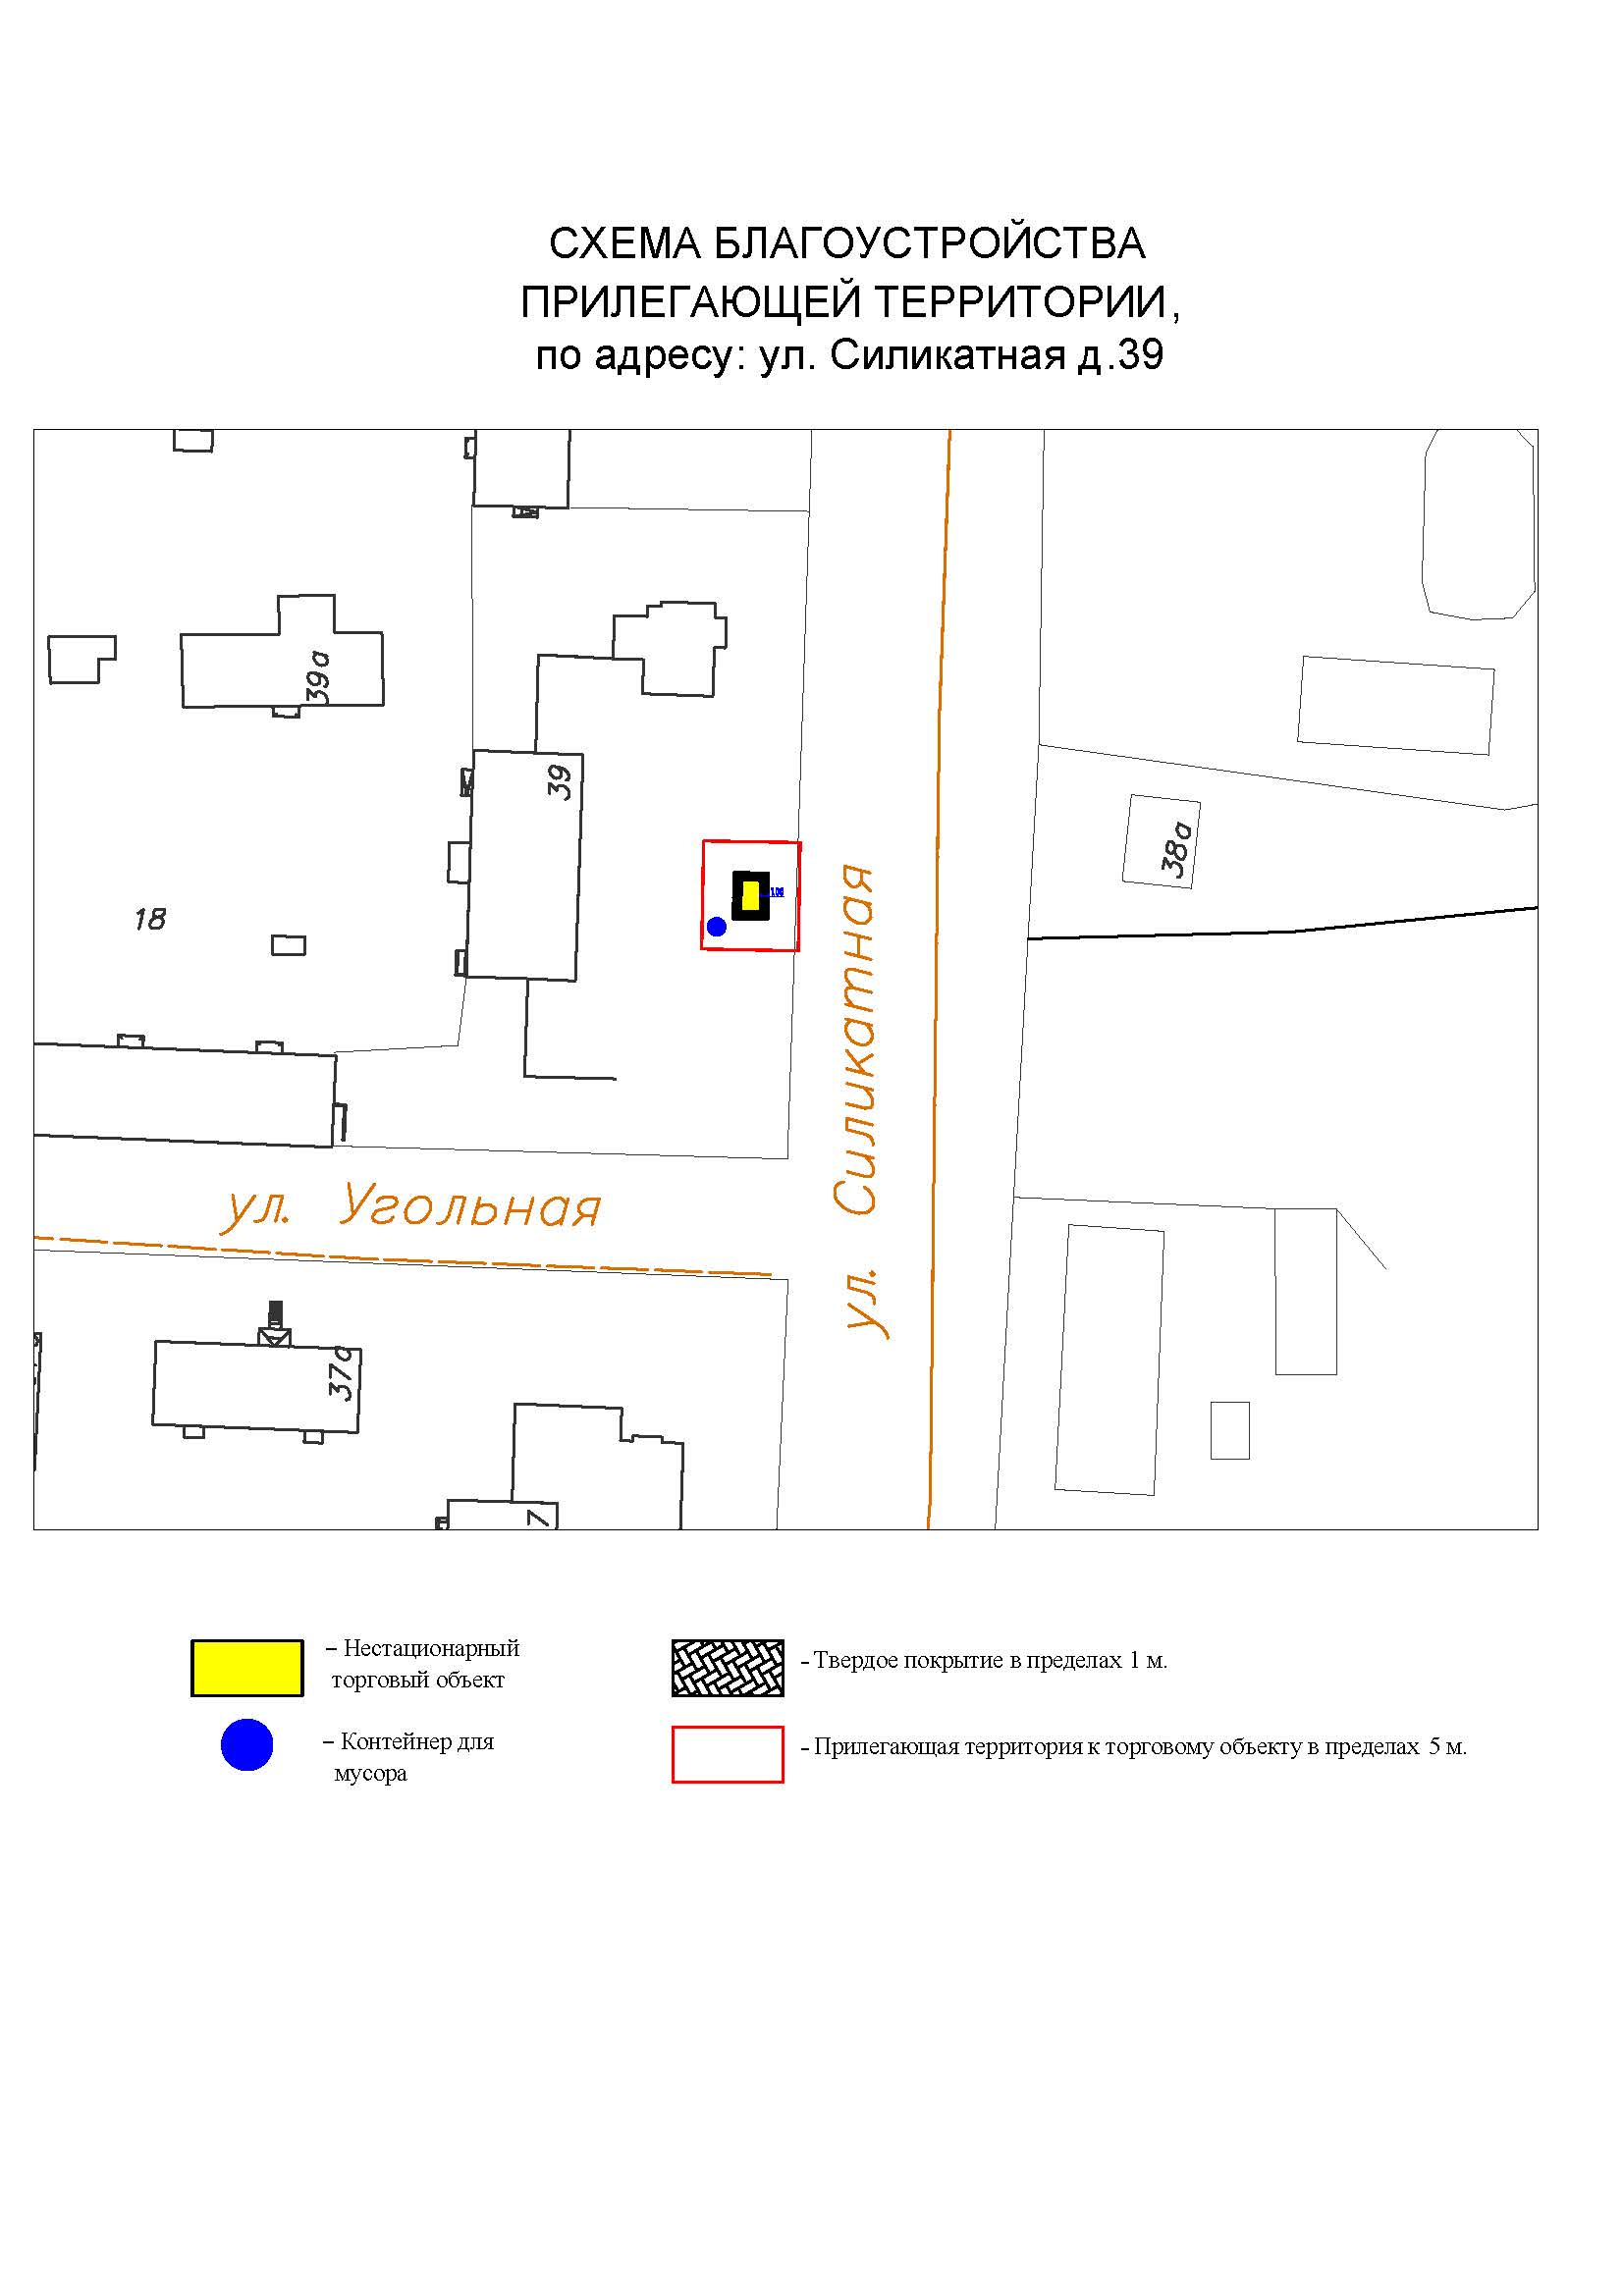 СХЕМА БЛАГОУСТРОЙСТВА
ПРИЛЕГАЮЩЕЙ ТЕРРИТОРИИ,
по адресу: ул. Силикатная д.39
39а
39
38а
18
ул. Силикатная
ул. Угольная
37а
7
– Нестационарный
торговый объект
– Твердое покрытие в пределах 1 м.
– Контейнер для
мусора
– Прилегающая территория к торговому объекту в пределах 5 м.